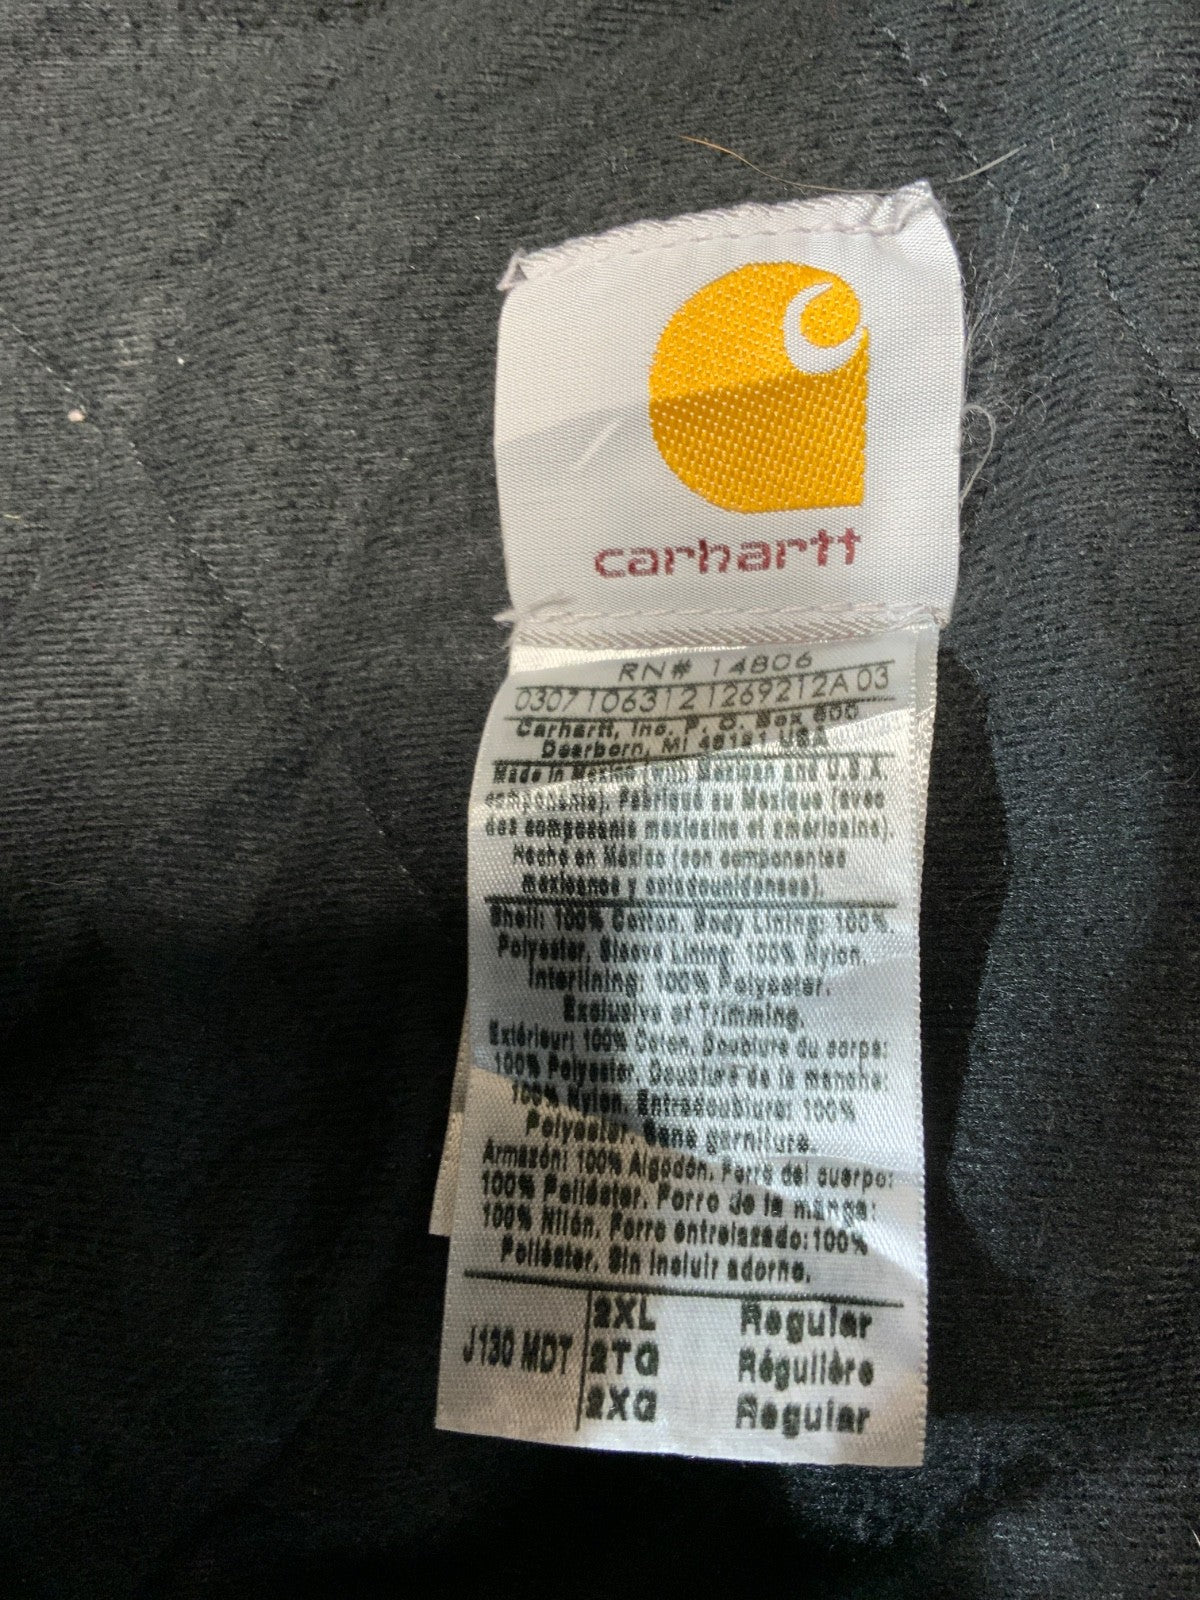 carhartt
RN# 14806
03071063121269212A 03
Carhartt, Inc. P. O. Box 600
Dearborn, MI 48121 USA
Made in Mexico (with Mexican and U.S.A.
components). Fabriqué au Mexique (avec
des composants mexicains et americains).
Hecho en México (con componentes
mexicanos y estadounidenses).
Shell: 100% Cotton. Body Lining: 100%
Polyester. Sleeve Lining: 100% Nylon.
Interlining: 100% Polyester.
Exclusive of Trimming.
Extérieur: 100% Coton. Doublure du corps:
100% Polyester. Doublure de la manche:
100% Nylon. Entredoublure: 100%
Polyester. Sans garniture.
Armazón: 100% Algodón. Forro del cuerpo:
100% Poliéster. Forro de la manga:
100% Nilón. Forro entrelazado: 100%
Poliéster. Sin incluir adorno.
J130 MDT
2XL Regular
2TG Régulière
2XG Regular